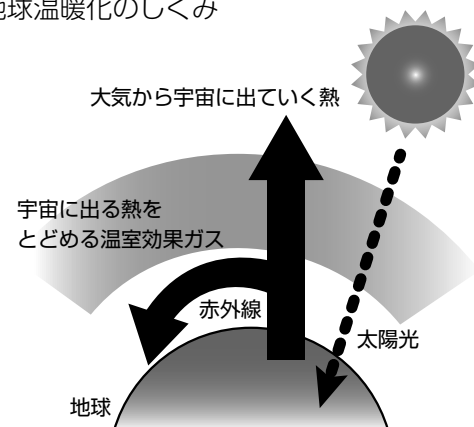 地球温暖化のしくみ
大気から宇宙に出ていく熱
宇宙に出る熱を
とどめる温室効果ガス
赤外線
太陽光
地球